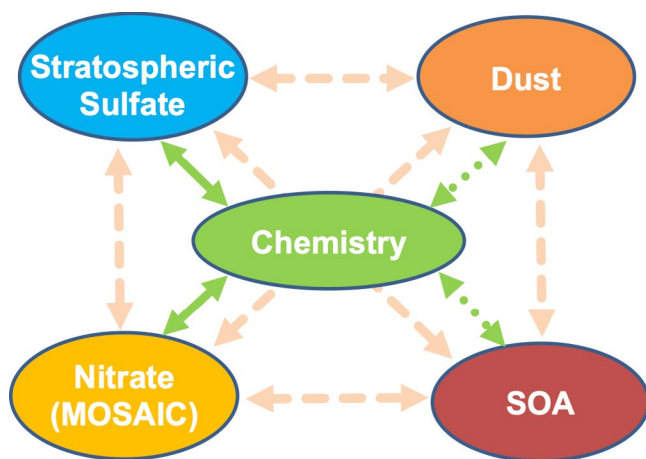 Stratospheric
Sulfate
Dust
Chemistry
Nitrate
(MOSAIC)
SOA